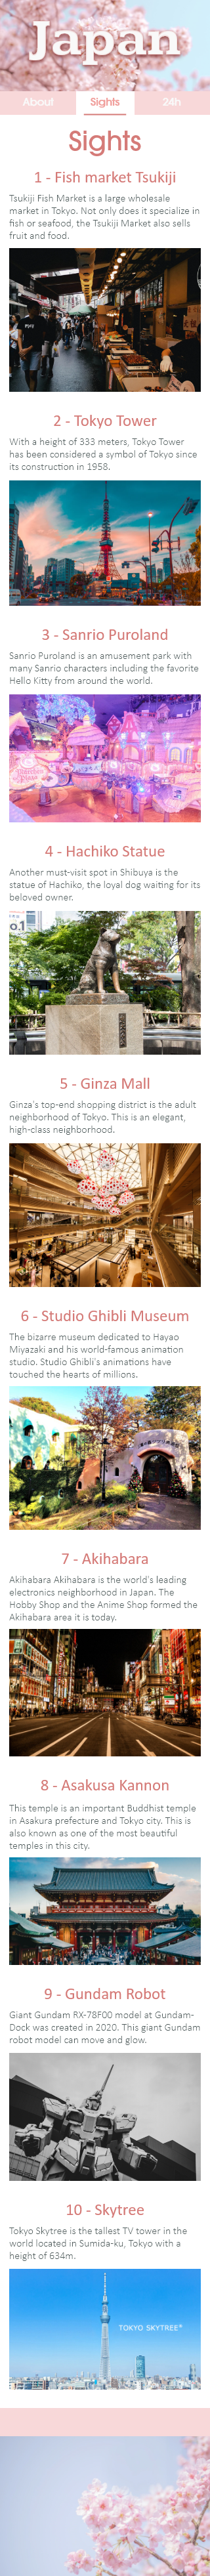 Japan
About Sights 24h
Sights
1 - Fish market Tsukiji
Tsukiji Fish Market is a large wholesale
market in Tokyo. Not only does it specialize in
fish or seafood, the Tsukiji Market also sells
fruit and food.
2 - Tokyo Tower
With a height of 333 meters, Tokyo Tower
has been considered a symbol of Tokyo since
its construction in 1958.
3 - Sanrio Puroland
Sanrio Puroland is an amusement park with
many Sanrio characters including the favorite
Hello Kitty from around the world.
4 - Hachiko Statue
Another must-visit spot in Shibuya is the
statue of Hachiko, the loyal dog waiting for its
beloved owner.
o.1
5 - Ginza Mall
Ginza's top-end shopping district is the adult
neighborhood of Tokyo. This is an elegant,
high-class neighborhood.
6 - Studio Ghibli Museum
The bizarre museum dedicated to Hayao
Miyazaki and his world-famous animation
studio. Studio Ghibli's animations have
touched the hearts of millions.
7 - Akihabara
Akihabara Akihabara is the world's leading
electronics neighborhood in Japan. The
Hobby Shop and the Anime Shop formed the
Akihabara area it is today.
8 - Asakusa Kannon
This temple is an important Buddhist temple
in Asakura prefecture and Tokyo city. This is
also known as one of the most beautiful
temples in this city.
9 - Gundam Robot
Giant Gundam RX-78F00 model at Gundam-
Dock was created in 2020. This giant Gundam
robot model can move and glow.
10 - Skytree
Tokyo Skytree is the tallest TV tower in the
world located in Sumida-ku, Tokyo with a
height of 634m.
TOKYO SKYTREE®